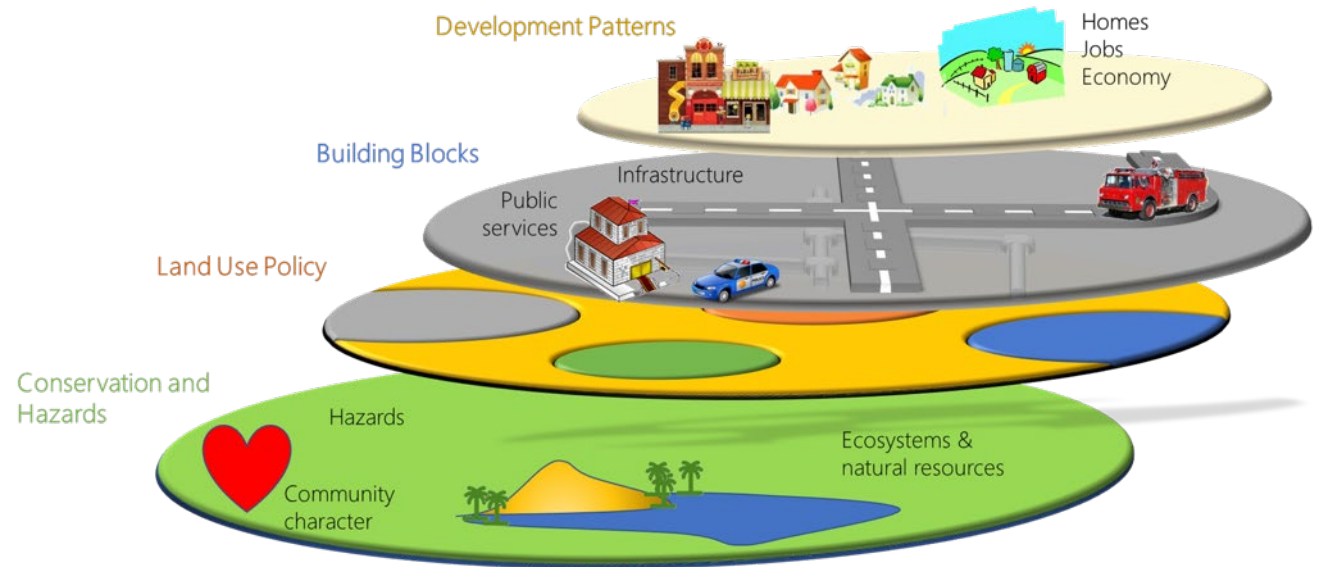 Development Patterns
Homes
Jobs
Economy
Building Blocks
Infrastructure
Public
services
Land Use Policy
Conservation and
Hazards
Hazards
Ecosystems &
natural resources
Community
character